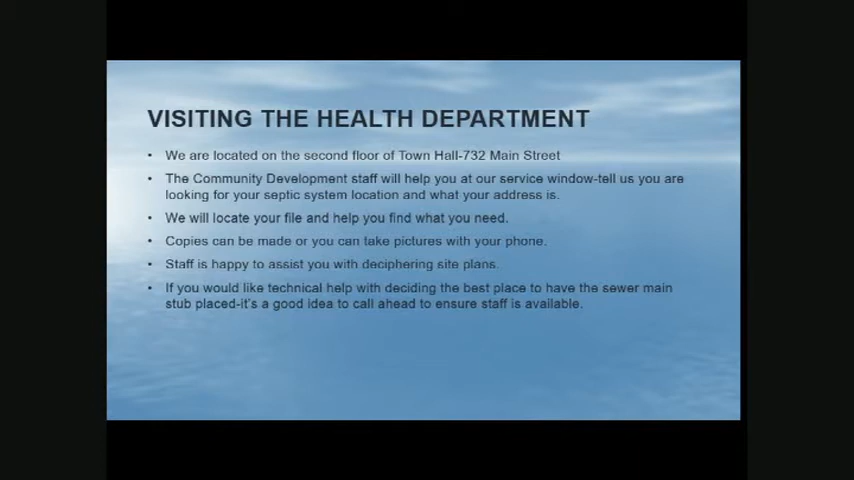 VISITING THE HEALTH DEPARTMENT
• We are located on the second floor of Town Hall-732 Main Street
• The Community Development staff will help you at our service window-tell us you are
looking for your septic system location and what your address is.
• We will locate your file and help you find what you need.
• Copies can be made or you can take pictures with your phone.
• Staff is happy to assist you with deciphering site plans.
• If you would like technical help with deciding the best place to have the sewer main
stub placed-it's a good idea to call ahead to ensure staff is available.